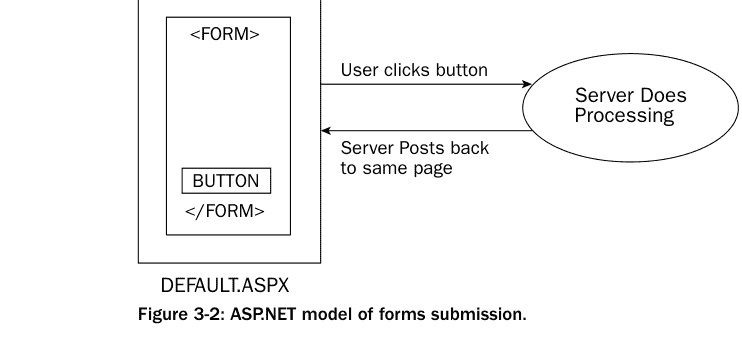 <FORM>
User clicks button
Server Does
Processing
Server Posts back
to same page
BUTTON
</FORM>
DEFAULT.ASPX
Figure 3-2: ASP.NET model of forms submission.